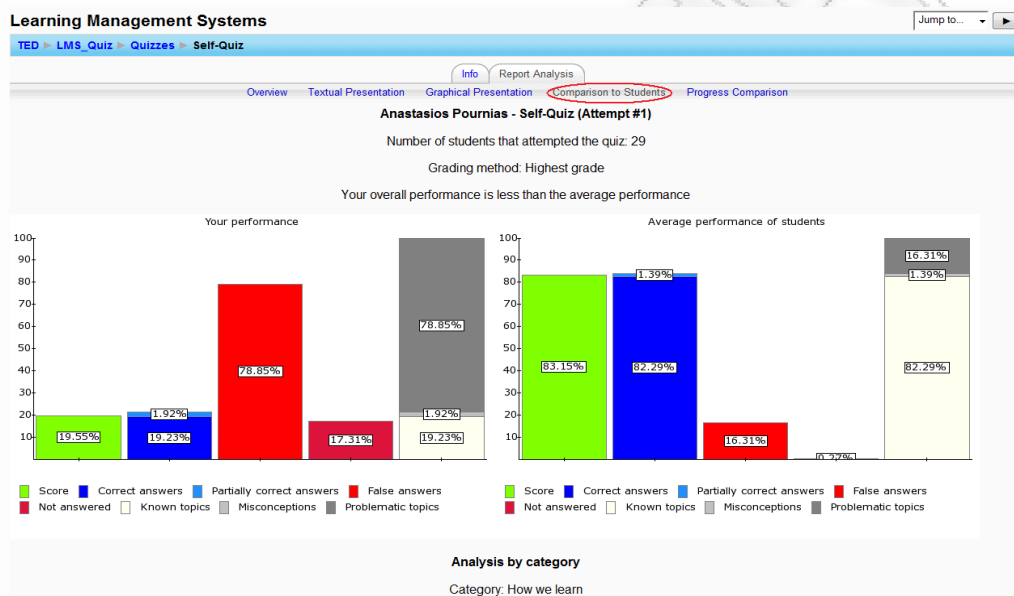 Learning Management Systems
Jump to...
TED ► LMS_Quiz ► Quizzes ► Self-Quiz
Info Report Analysis
Overview Textual Presentation Graphical Presentation Comparison to Students Progress Comparison
Anastasios Pournias - Self-Quiz (Attempt #1)
Number of students that attempted the quiz: 29
Grading method: Highest grade
Your overall performance is less than the average performance
Your performance
100
90
80
70
60
50
40
30
20
10
19.55%
1.92%
19.23%
78.85%
17.31%
78.85%
1.92%
19.23%
Score Correct answers Partially correct answers False answers
Not answered Known topics Misconceptions Problematic topics
Average performance of students
100
90
80
70
60
50
40
30
20
10
83.15%
1.39%
82.29%
16.31%
0.27%
16.31%
1.39%
82.29%
Score Correct answers Partially correct answers False answers
Not answered Known topics Misconceptions Problematic topics
Analysis by category
Category: How we learn